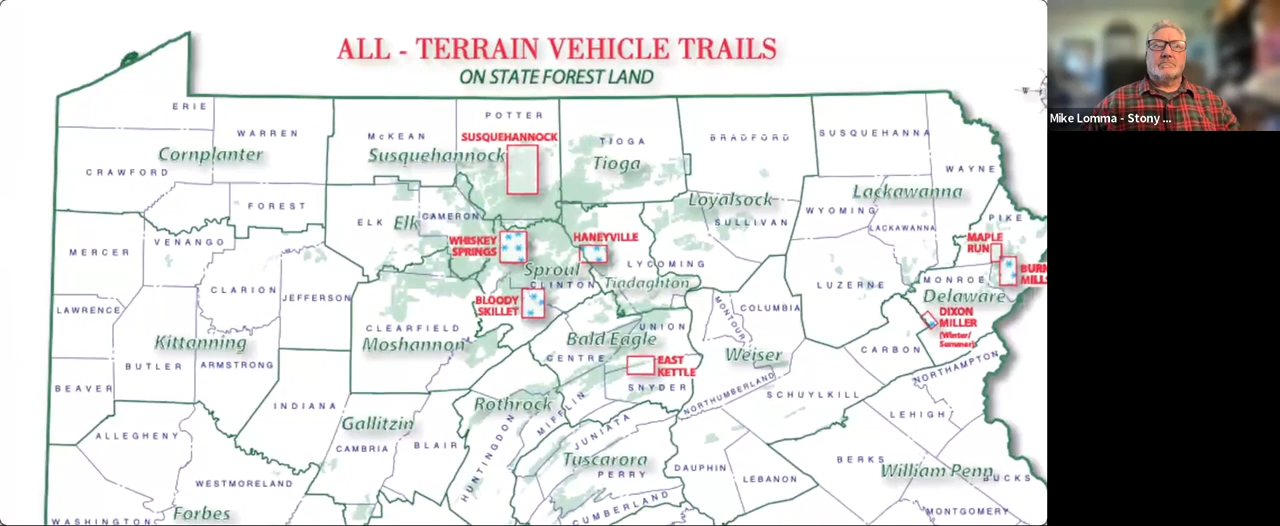 ALL - TERRAIN VEHICLE TRAILS
ON STATE FOREST LAND
Mike Lomma - Stony ...
W
ERIE
WARREN
McKEAN
POTTER
SUSQUEHANNOCK
TIOGA
Tioga
BRADFORD
SUSQUEHANNA
WAYNE
Cornplanter
Susquehannock
CRAWFORD
FOREST
ELK
Elk
CAMERON
Loyalsock
SULLIVAN
Lackawanna
WYOMING
LACKAWANNA
PIKE
MERCER
VENANGO
WHISKEY
SPRINGS
HANEYVILLE
MAPLE
RUN
Sproul
LYCOMING
BURN
MILLS
CLARION
JEFFERSON
CLINTON
Tiadaghton
LUZERNE
MONROE
Delaware
LAWRENCE
BLOODY
SKILLET
COLUMBIA
MONTOUR
DIXON
MILLER
(Winter/
Summer)
CLEARFIELD
Moshannon
UNION
Bald Eagle
Kittanning
CENTRE
EAST
KETTLE
Weiser
CARBON
BUTLER
ARMSTRONG
BEAVER
SNYDER
NORTHUMBERLAND
NORTHAMPTON
SCHUYLKILL
INDIANA
Rothrock
MIFFLIN
LEHIGH
Gallitzin
ALLEGHENY
CAMBRIA
BLAIR
HUNTINGDON
JUNIATA
Tuscarora
PERRY
DAUPHIN
LEBANON
BERKS
William Penn
BUCKS
WESTMORELAND
Forbes
WASHINGTON
CUMBERLAND
MONTGOMERY